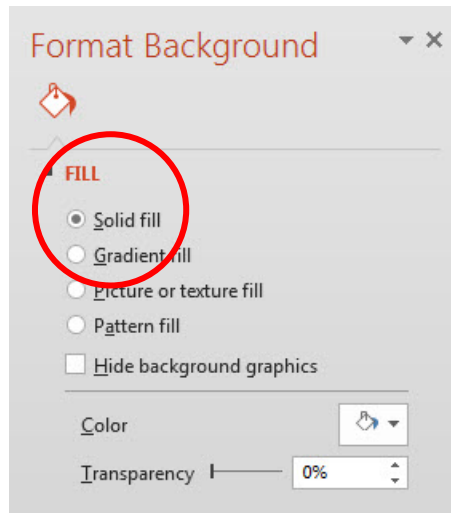 Format Background
FILL
Solid fill
Gradient fill
Picture or texture fill
Pattern fill
Hide background graphics
Color
Transparency 0%